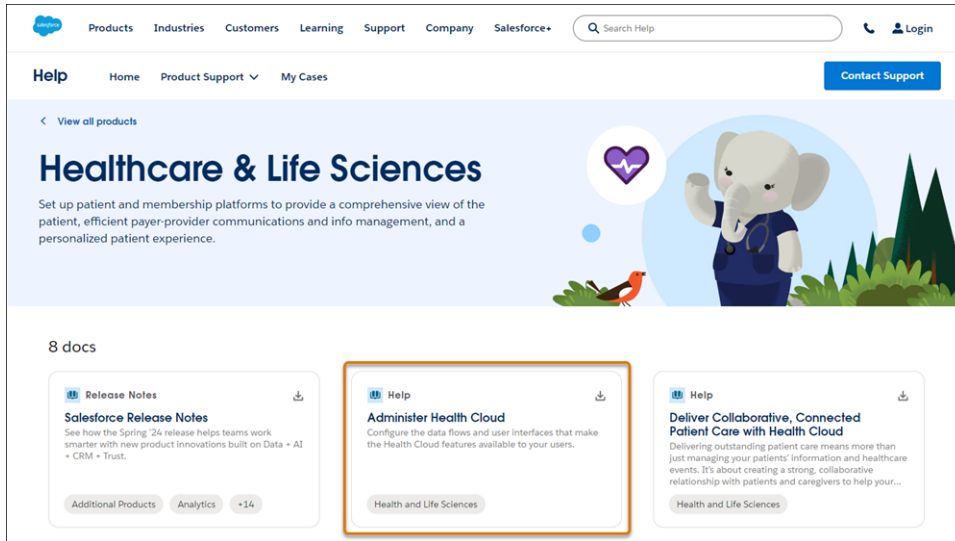 salesforce
Products Industries Customers Learning Support Company Salesforce+ Search Help Login
Help Home Product Support My Cases Contact Support
View all products
Healthcare & Life Sciences
Set up patient and membership platforms to provide a comprehensive view of the
patient, efficient payer-provider communications and info management, and a
personalized patient experience.
8 docs
Release Notes
Salesforce Release Notes
See how the Spring '24 release helps teams work
smarter with new product innovations built on Data + AI
+ CRM + Trust.
Additional Products Analytics +14
Help
Administer Health Cloud
Configure the data flows and user interfaces that make
the Health Cloud features available to your users.
Health and Life Sciences
Help
Deliver Collaborative, Connected
Patient Care with Health Cloud
Delivering outstanding patient care means more than
just managing your patients' information and healthcare
events. It's about creating a strong, collaborative
relationship with patients and caregivers to help your...
Health and Life Sciences